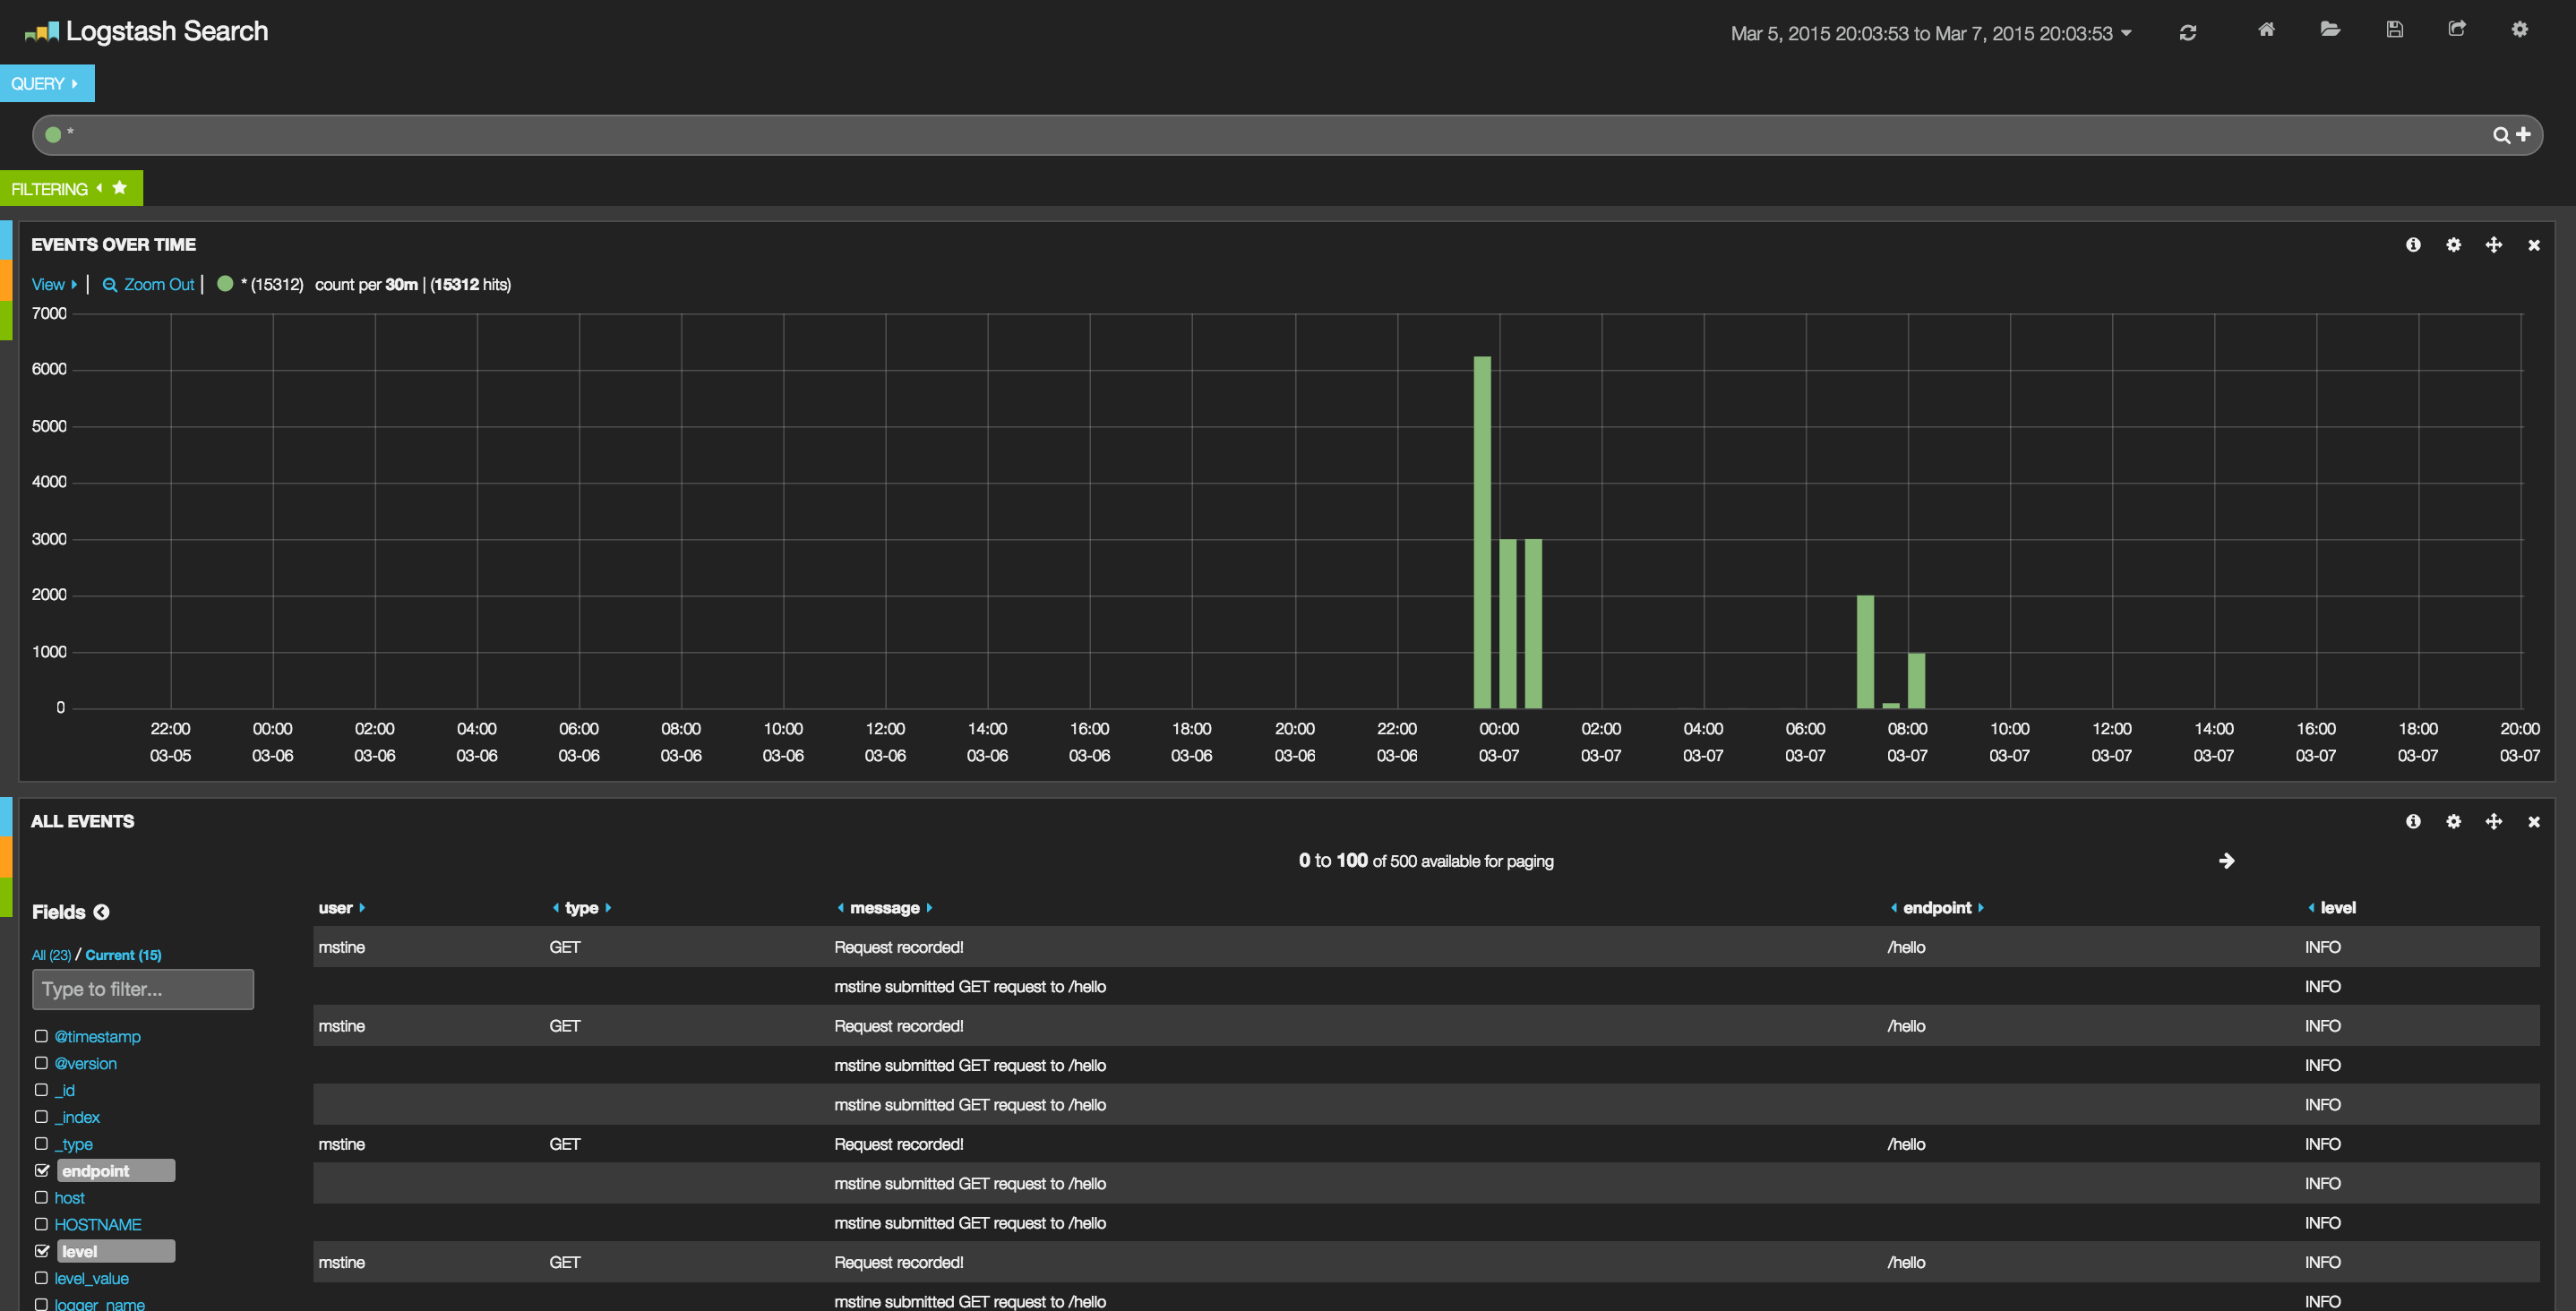 Logstash Search
Mar 5, 2015 20:03:53 to Mar 7, 2015 20:03:53
QUERY
*
FILTERING
EVENTS OVER TIME
View | Zoom Out | * (15312) count per 30m | (15312 hits)
7000
6000
5000
4000
3000
2000
1000
0
22:00 00:00 02:00 04:00 06:00 08:00 10:00 12:00 14:00 16:00 18:00 20:00 22:00 00:00 02:00 04:00 06:00 08:00 10:00 12:00 14:00 16:00 18:00 20:00
03-05 03-06 03-06 03-06 03-06 03-06 03-06 03-06 03-06 03-06 03-06 03-06 03-06 03-07 03-07 03-07 03-07 03-07 03-07 03-07 03-07 03-07 03-07 03-07
ALL EVENTS
0 to 100 of 500 available for paging
Fields
All (23) / Current (15)
Type to filter...
@timestamp
@version
_id
_index
_type
endpoint
host
HOSTNAME
level
level_value
logger_name
user type message endpoint level
mstine GET Request recorded! /hello INFO
mstine submitted GET request to /hello INFO
mstine GET Request recorded! /hello INFO
mstine submitted GET request to /hello INFO
mstine submitted GET request to /hello INFO
mstine GET Request recorded! /hello INFO
mstine submitted GET request to /hello INFO
mstine submitted GET request to /hello INFO
mstine GET Request recorded! /hello INFO
mstine submitted GET request to /hello INFO